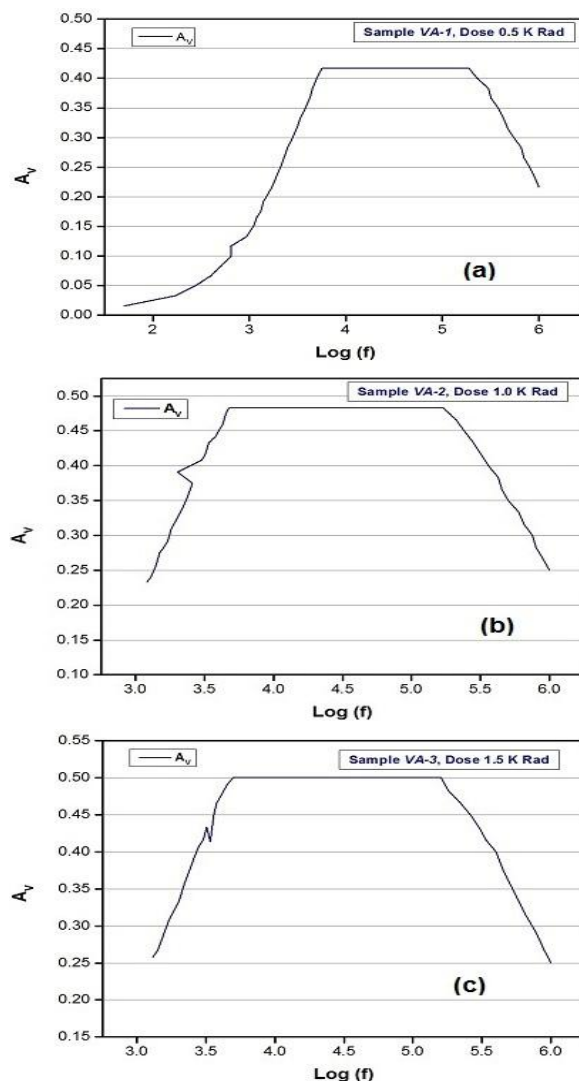 0.50
0.45
0.40
0.35
0.30
0.25
0.20
0.15
0.10
0.05
0.00
A_V
A_V
Sample VA-1, Dose 0.5 K Rad
(a)
2 3 4 5 6
Log (f)
0.50
0.45
0.40
0.35
0.30
0.25
0.20
0.15
0.10
A_V
A_V
Sample VA-2, Dose 1.0 K Rad
(b)
3.0 3.5 4.0 4.5 5.0 5.5 6.0
Log (f)
0.55
0.50
0.45
0.40
0.35
0.30
0.25
0.20
0.15
A_V
A_V
Sample VA-3, Dose 1.5 K Rad
(c)
3.0 3.5 4.0 4.5 5.0 5.5 6.0
Log (f)